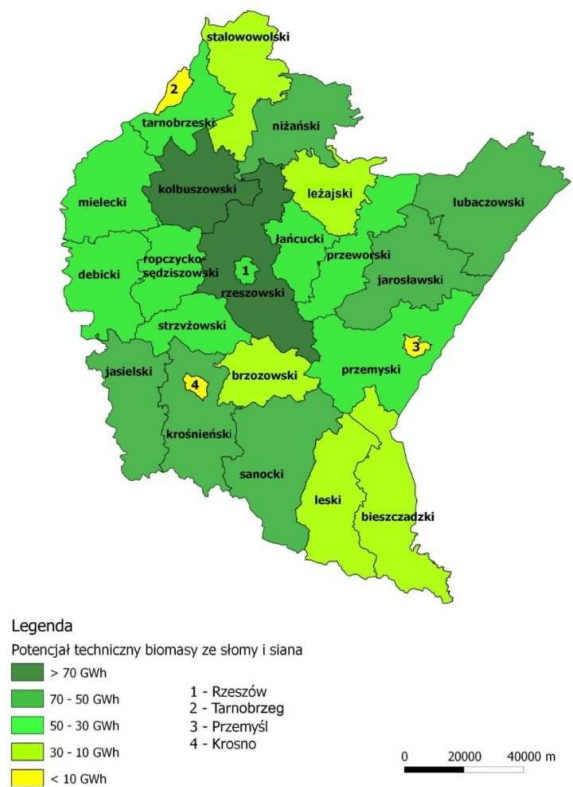 stalowowolski
2
tarnobrzeski
niżański
kolbuszowski
leżajski
mielecki
lubaczowski
łańcucki
debicki
ropczycko-
sędziszowski
przeworski
1
jarosławski
rzeszowski
strzyżowski
3
jasielski
brzozowski
przemyski
4
krośnieński
sanocki
leski
bieszczadzki
Legenda
Potencjał techniczny biomasy ze słomy i siana
> 70 GWh
70 - 50 GWh
50 - 30 GWh
30 - 10 GWh
< 10 GWh
1 - Rzeszów
2 - Tarnobrzeg
3 - Przemyśl
4 - Krosno
0 20000 40000 m